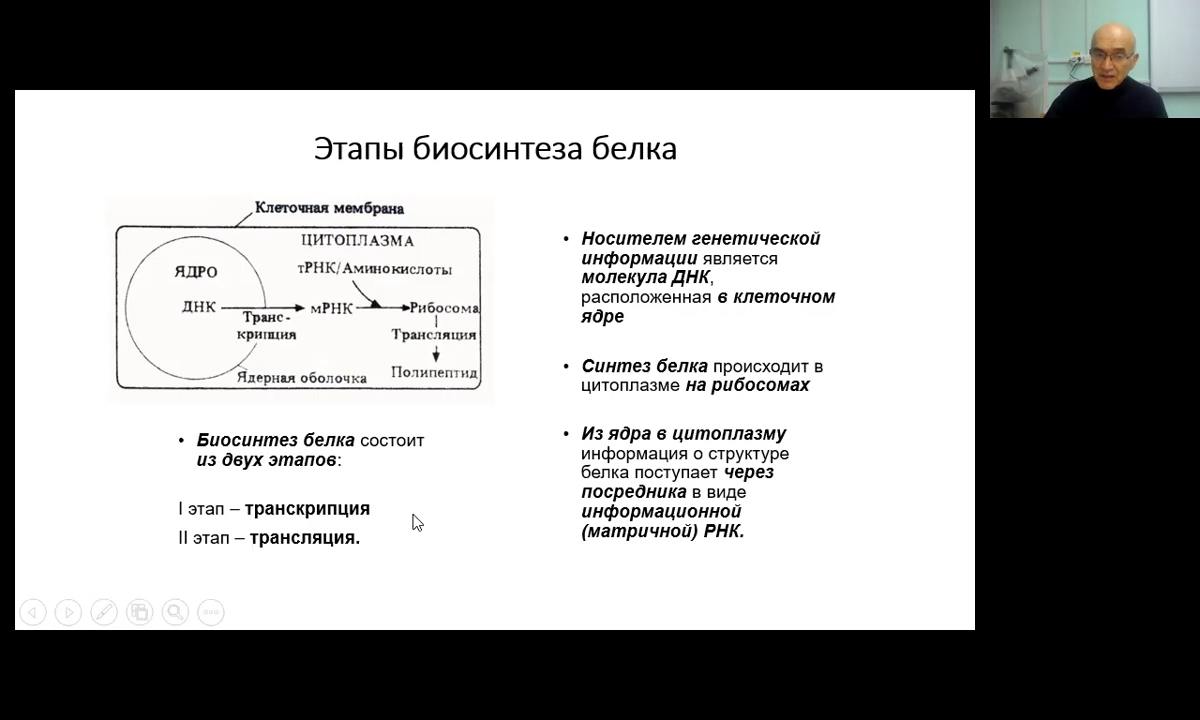 Этапы биосинтеза белка
Клеточная мембрана
ЦИТОПЛАЗМА
ЯДРО
тРНК/Аминокислоты
ДНК
мРНК
Рибосома
Транс-
крипция
Трансляция
Ядерная оболочка
Полипептид
• Биосинтез белка состоит
из двух этапов:
I этап – транскрипция
II этап – трансляция.
• Носителем генетической
информации является
молекула ДНК,
расположенная в клеточном
ядре
• Синтез белка происходит в
цитоплазме на рибосомах
• Из ядра в цитоплазму
информация о структуре
белка поступает через
посредника в виде
информационной
(матричной) РНК.